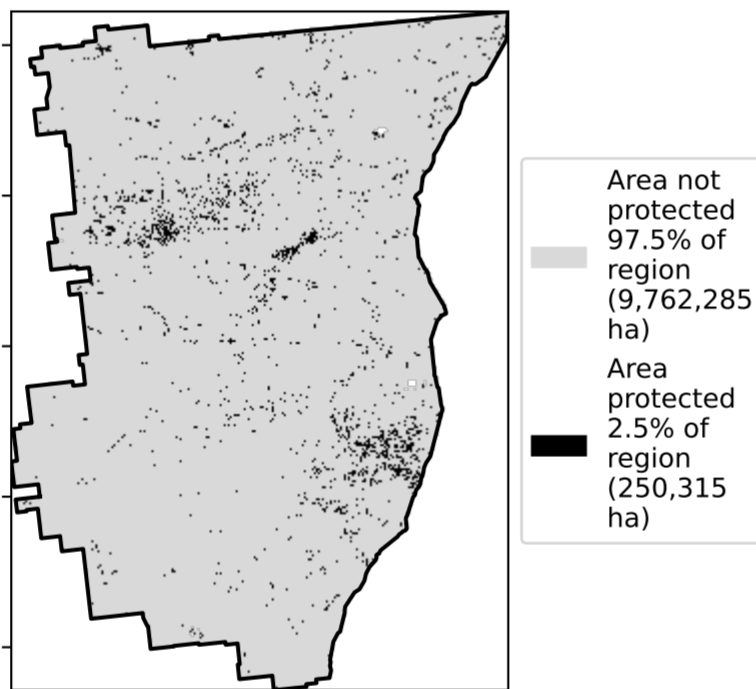 Area not
protected
97.5% of
region
(9,762,285
ha)
Area
protected
2.5% of
region
(250,315
ha)